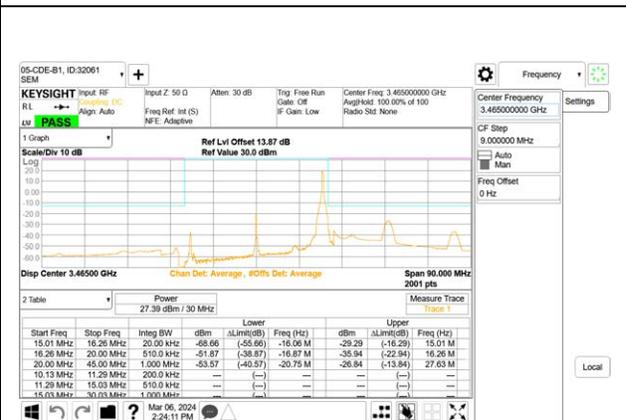 05-CDE-B1, ID:32061
SEM
+
Frequency
KEYSIGHT Input: RF Input Z: 50 Ω Atten: 30 dB Trig: Free Run Center Freq: 3.465000000 GHz
RL Coupling: DC Gate: Off Avg|Hold: 100.00% of 100
Align: Auto Freq Ref: Int (S) IF Gain: Low Radio Std: None
LNI PASS NFE: Adaptive
Center Frequency
3.465000000 GHz
Settings
CF Step
9.000000 MHz
Auto
Man
Freq Offset
0 Hz
1 Graph
Ref Lvl Offset 13.87 dB
Scale/Div 10 dB Ref Value 30.0 dBm
Log
20.0
10.0
0.00
-10.0
-20.0
-30.0
-40.0
-50.0
-60.0
Disp Center 3.46500 GHz Chan Det: Average, #Offs Det: Average Span 90.000 MHz
2001 pts
2 Table
Power
27.39 dBm / 30 MHz
Measure Trace
Trace 1
Lower Upper
Start Freq Stop Freq Integ BW dBm ΔLimit(dB) Freq (Hz) dBm ΔLimit(dB) Freq (Hz)
15.01 MHz 16.26 MHz 20.00 kHz -68.66 (-55.66) -16.06 M -29.29 (-16.29) 15.01 M
16.26 MHz 20.00 MHz 510.0 kHz -51.87 (-38.87) -16.87 M -35.94 (-22.94) 16.26 M
20.00 MHz 45.00 MHz 1.000 MHz -53.57 (-40.57) -20.75 M -26.84 (-13.84) 27.63 M
10.13 MHz 11.29 MHz 200.0 kHz --- (---) --- --- (---) ---
11.29 MHz 15.03 MHz 510.0 kHz --- (---) --- --- (---) ---
15.03 MHz 30.03 MHz 1.000 MHz --- (---) --- --- (---) ---
Local
?
Mar 06, 2024
2:24:11 PM